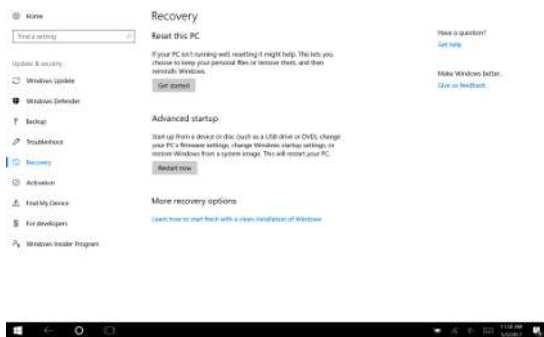 Home
Find a setting
Update & security
Windows Update
Windows Defender
Backup
Troubleshoot
Recovery
Activation
Find My Device
For developers
Windows Insider Program
Recovery
Reset this PC
If your PC isn't running well, resetting it might help. This lets you
choose to keep your personal files or remove them, and then
reinstalls Windows.
Get started
Advanced startup
Start up from a device or disc (such as a USB drive or DVD), change
your PC's firmware settings, change Windows startup settings, or
restore Windows from a system image. This will restart your PC.
Restart now
More recovery options
Learn how to start fresh with a clean installation of Windows
Have a question?
Get help
Make Windows better.
Give us feedback
11:38 AM